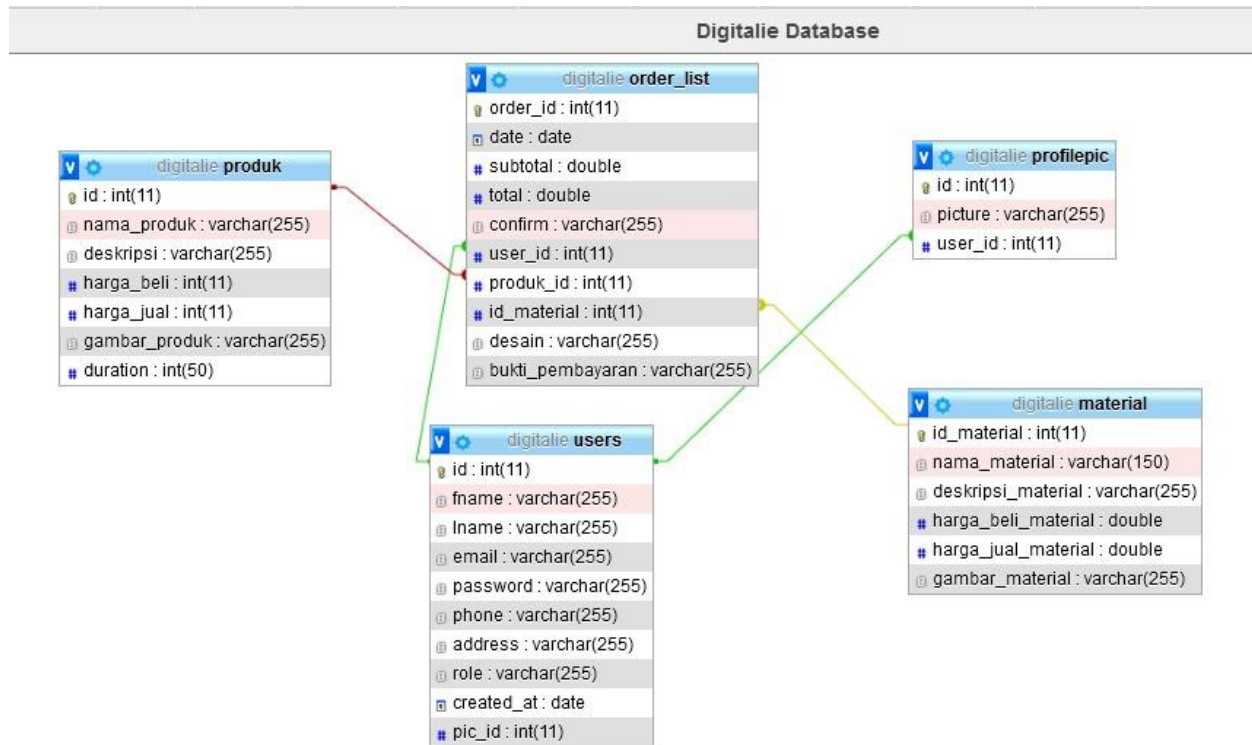 Digitalie Database
digitalie produk
id : int(11)
nama_produk : varchar(255)
deskripsi : varchar(255)
# harga_beli : int(11)
# harga_jual : int(11)
gambar_produk : varchar(255)
# duration : int(50)
V digitalie order_list
order_id : int(11)
date : date
# subtotal : double
# total : double
confirm : varchar(255)
# user_id : int(11)
# produk_id : int(11)
# id_material : int(11)
desain : varchar(255)
bukti_pembayaran : varchar(255)
V digitalie users
id : int(11)
fname : varchar(255)
lname : varchar(255)
email : varchar(255)
password : varchar(255)
phone : varchar(255)
address : varchar(255)
role : varchar(255)
created_at : date
# pic_id : int(11)
V digitalie profilepic
id : int(11)
picture : varchar(255)
# user_id : int(11)
V digitalie material
id_material : int(11)
nama_material : varchar(150)
deskripsi_material : varchar(255)
# harga_beli_material : double
# harga_jual_material : double
gambar_material : varchar(255)